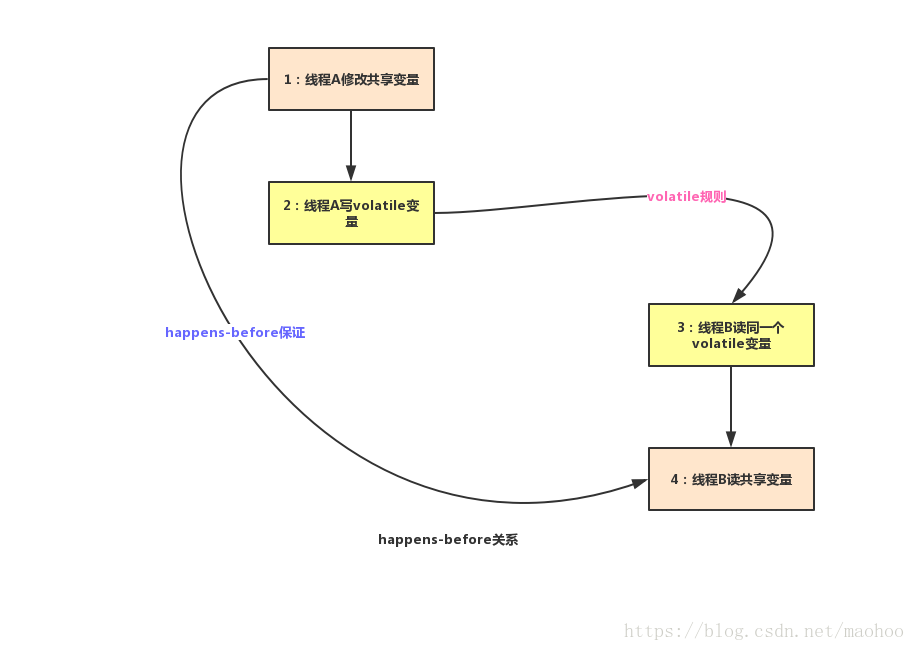 1：线程A修改共享变量
2：线程A写volatile变
量
volatile规则
3：线程B读同一个
volatile变量
happens-before保证
4：线程B读共享变量
happens-before关系
https://blog.csdn.net/maohoo